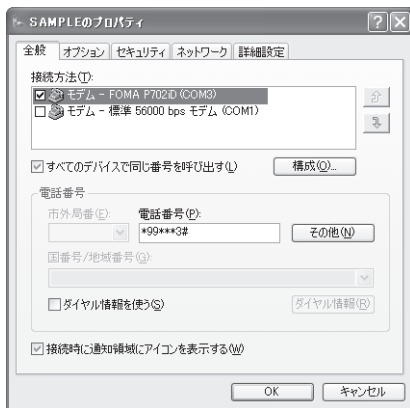 SAMPLEのプロパティ
全般 オプション セキュリティ ネットワーク 詳細設定
接続方法(T):
モデム - FOMA P702iD (COM3)
モデム - 標準 56000 bps モデム (COM1)
すべてのデバイスで同じ番号を呼び出す(L) 構成(O)...
電話番号
市外局番(E): 電話番号(P):
*99***3# その他(N)
国番号/地域番号(G):
ダイヤル情報を使う(S) ダイヤル情報(R)
接続時に通知領域にアイコンを表示する(W)
OK キャンセル